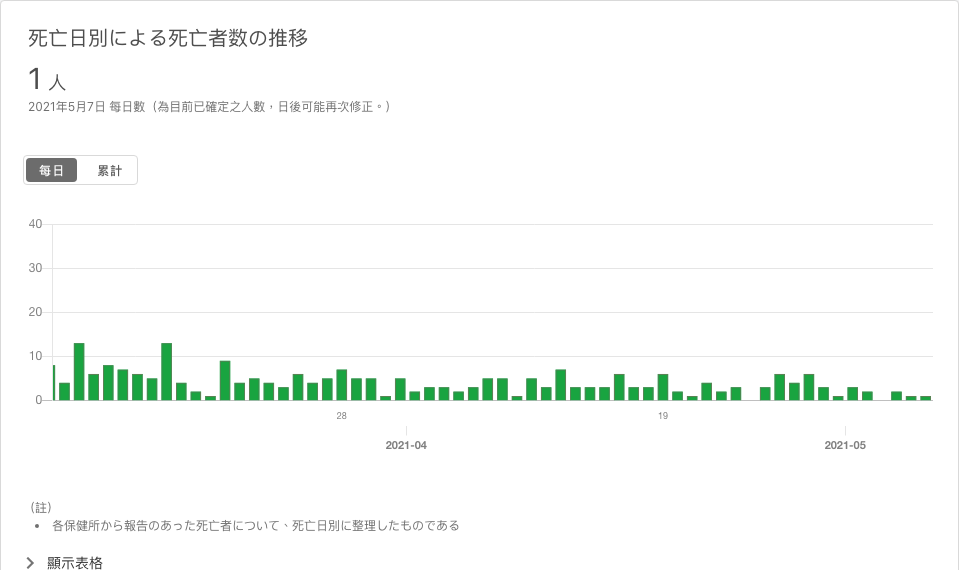 死亡日別による死亡者数の推移
1 人
2021年5月7日 每日數（為目前已確定之人數，日後可能再次修正。）
每日 累計
40
30
20
10
0
28 19
2021-04 2021-05
（註）
• 各保健所から報告のあった死亡者について、死亡日別に整理したものである
顯示表格